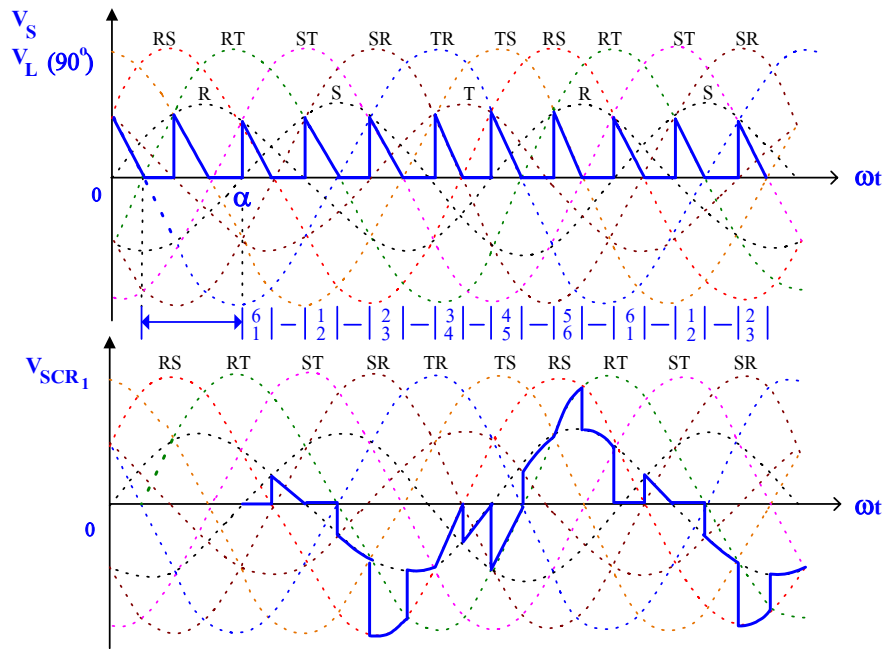 V_S
V_L (90°)
RS RT ST SR TR TS RS RT ST SR
R S T R S
0
α
ωt
6 1 2 3 4 5 6 1 2
1 2 3 4 5 6 1 2 3
V_SCR1
RS RT ST SR TR TS RS RT ST SR
0
ωt